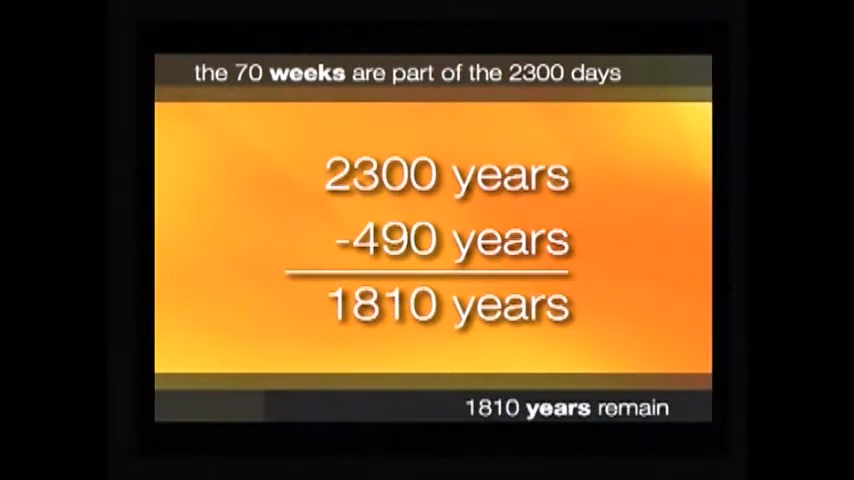 the 70 weeks are part of the 2300 days
2300 years
-490 years
1810 years
1810 years remain